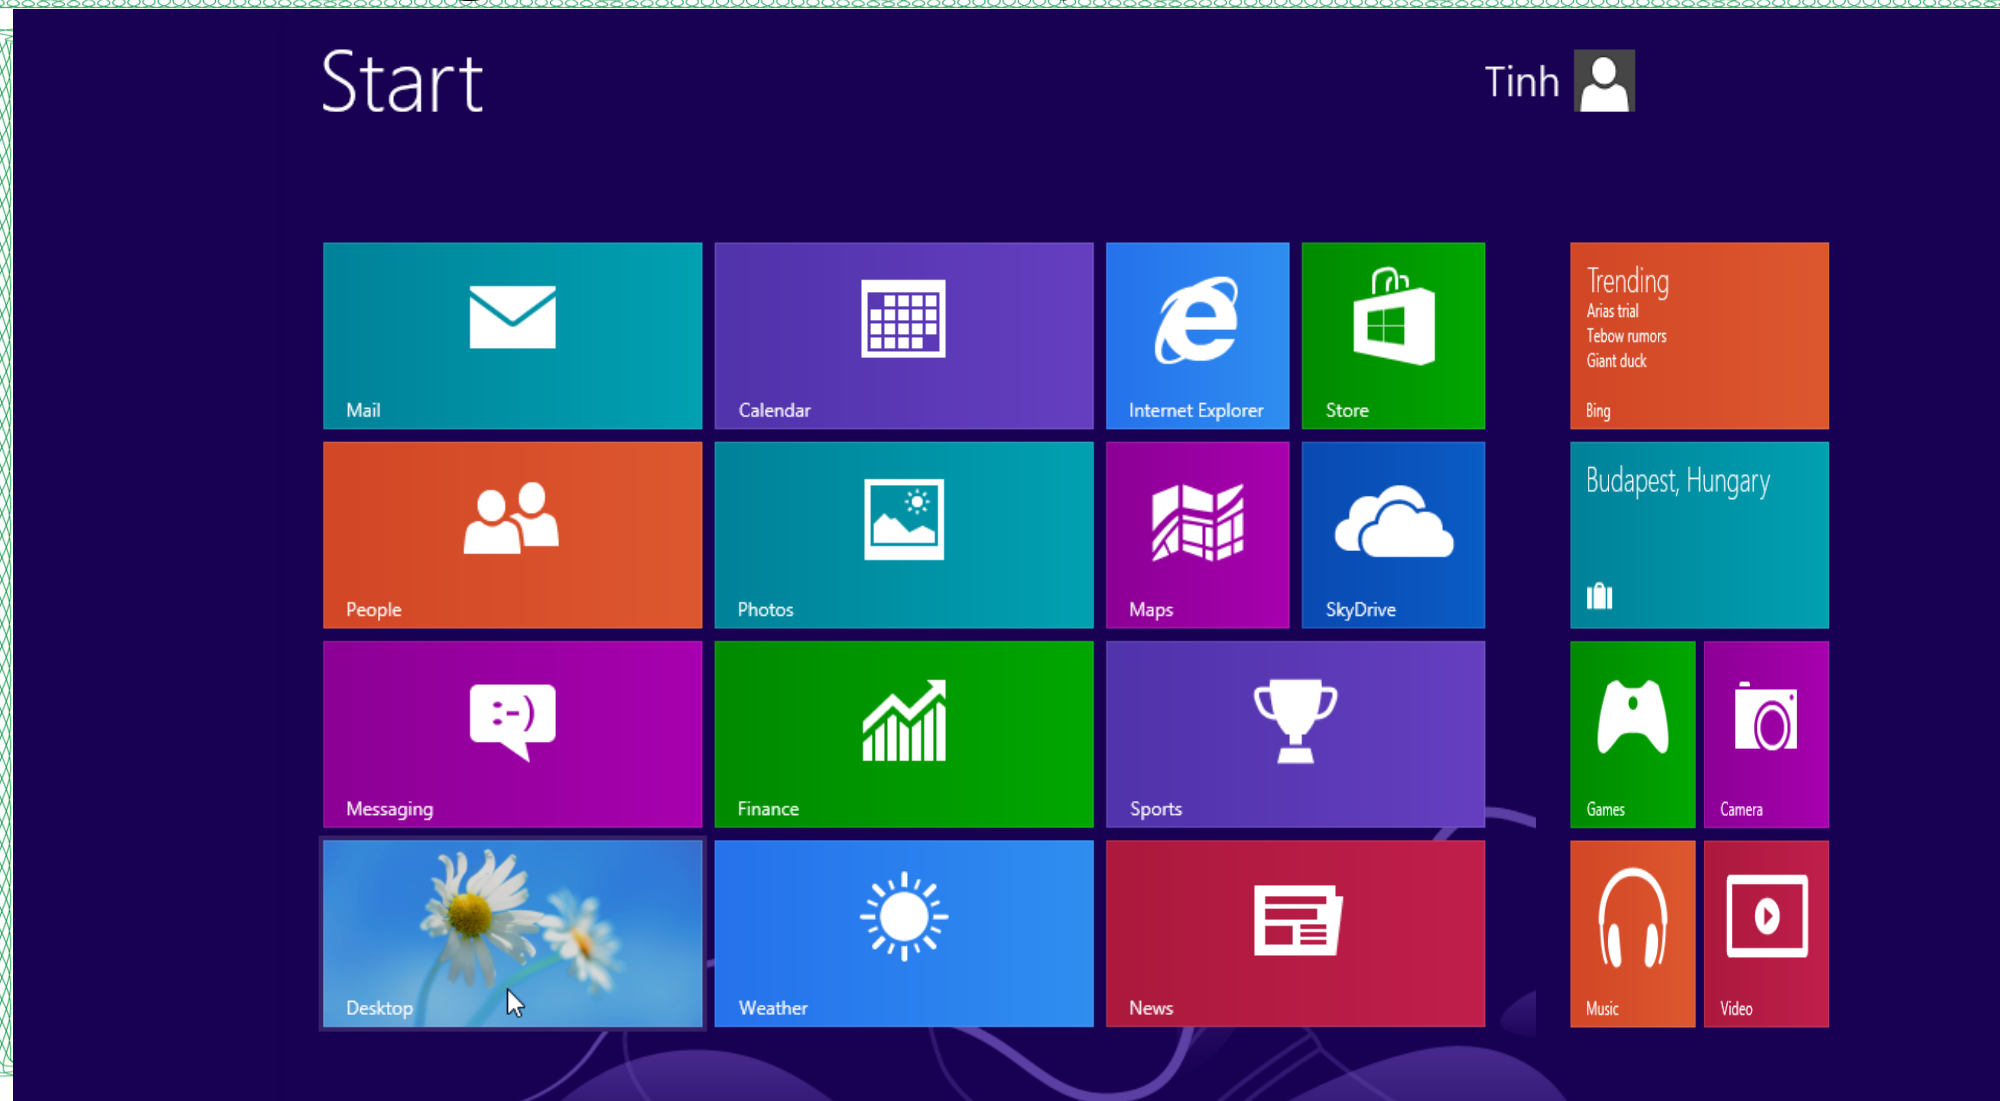 Start
Tinh
Mail
Calendar
Internet Explorer
Store
Trending
Arias trial
Tebow rumors
Giant duck
Bing
People
Photos
Maps
SkyDrive
Budapest, Hungary
Messaging
:-)
Finance
Sports
Games
Camera
Desktop
Weather
News
Music
Video